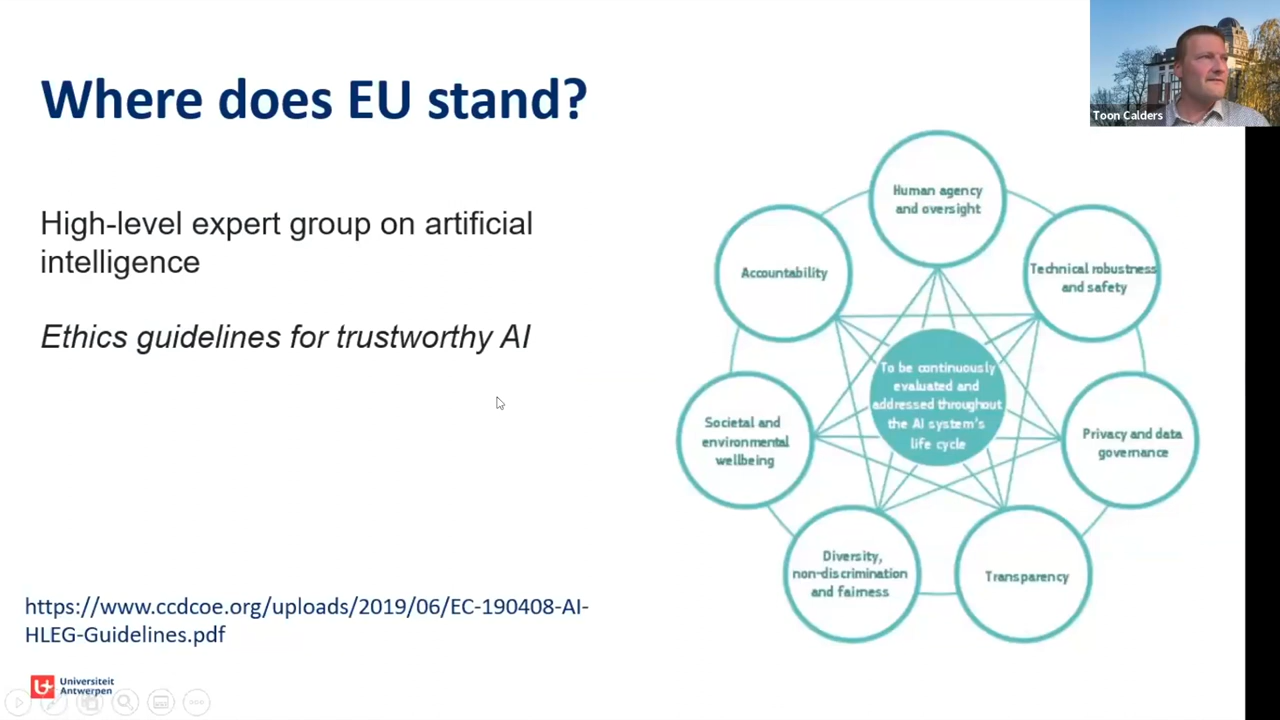 Where does EU stand?
Toon Calders
High-level expert group on artificial
intelligence
Ethics guidelines for trustworthy AI
Human agency
and oversight
Accountability
Technical robustness
and safety
To be continuously
evaluated and
addressed throughout
the AI system's
life cycle
Societal and
environmental
wellbeing
Privacy and data
governance
Diversity,
non-discrimination
and fairness
Transparency
https://www.ccdcoe.org/uploads/2019/06/EC-190408-AI-
HLEG-Guidelines.pdf
Universiteit
Antwerpen